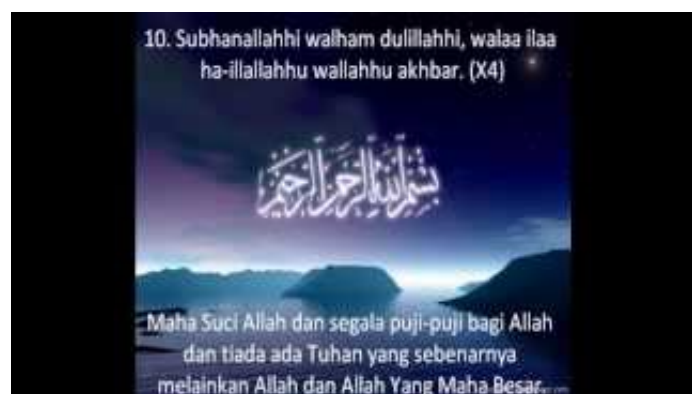 10. Subhanallahhi walham dulillahhi, walaa ilaa
ha-illallahhu wallahhu akhbar. (X4)
بسم الله الرحمن الرحيم
Maha Suci Allah dan segala puji-puji bagi Allah
dan tiada ada Tuhan yang sebenarnya
melainkan Allah dan Allah Yang Maha Besar.